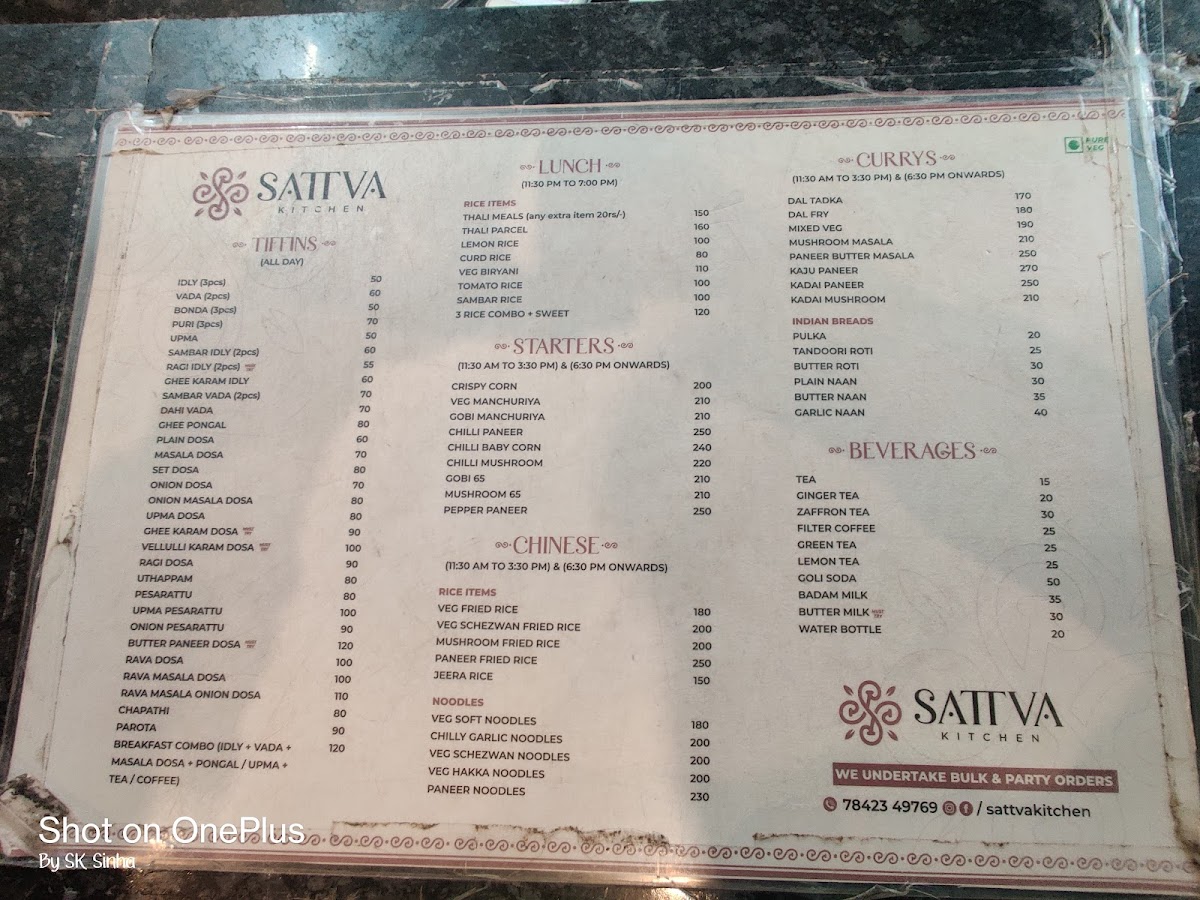 SATTVA
KITCHEN
TIFFINS
(ALL DAY)
IDLY (3pcs) 50
VADA (2pcs) 60
BONDA (3pcs) 50
PURI (3pcs) 70
UPMA 50
SAMBAR IDLY (2pcs) 60
RAGI IDLY (2pcs) 55
GHEE KARAM IDLY 60
SAMBAR VADA (2pcs) 70
DAHI VADA 70
GHEE PONGAL 80
PLAIN DOSA 60
MASALA DOSA 70
SET DOSA 80
ONION DOSA 70
ONION MASALA DOSA 80
UPMA DOSA 80
GHEE KARAM DOSA 90
VELLULLI KARAM DOSA 100
RAGI DOSA 90
UTHAPPAM 80
PESARATTU 80
UPMA PESARATTU 100
ONION PESARATTU 90
BUTTER PANEER DOSA 120
RAVA DOSA 100
RAVA MASALA DOSA 100
RAVA MASALA ONION DOSA 110
CHAPATHI 80
PAROTA 90
BREAKFAST COMBO (IDLY + VADA + 120
MASALA DOSA + PONGAL / UPMA +
TEA / COFFEE)
LUNCH
(11:30 PM TO 7:00 PM)
RICE ITEMS
THALI MEALS (any extra item 20rs/-) 150
THALI PARCEL 160
LEMON RICE 100
CURD RICE 80
VEG BIRYANI 110
TOMATO RICE 100
SAMBAR RICE 100
3 RICE COMBO + SWEET 120
STARTERS
(11:30 AM TO 3:30 PM) & (6:30 PM ONWARDS)
CRISPY CORN 200
VEG MANCHURIYA 210
GOBI MANCHURIYA 210
CHILLI PANEER 250
CHILLI BABY CORN 240
CHILLI MUSHROOM 220
GOBI 65 210
MUSHROOM 65 210
PEPPER PANEER 250
CHINESE
(11:30 AM TO 3:30 PM) & (6:30 PM ONWARDS)
RICE ITEMS
VEG FRIED RICE 180
VEG SCHEZWAN FRIED RICE 200
MUSHROOM FRIED RICE 200
PANEER FRIED RICE 250
JEERA RICE 150
NOODLES
VEG SOFT NOODLES 180
CHILLY GARLIC NOODLES 200
VEG SCHEZWAN NOODLES 200
VEG HAKKA NOODLES 200
PANEER NOODLES 230
PURE
VEG
CURRYS
(11:30 AM TO 3:30 PM) & (6:30 PM ONWARDS)
DAL TADKA 170
DAL FRY 180
MIXED VEG 190
MUSHROOM MASALA 210
PANEER BUTTER MASALA 250
KAJU PANEER 270
KADAI PANEER 250
KADAI MUSHROOM 210
INDIAN BREADS
PULKA 20
TANDOORI ROTI 25
BUTTER ROTI 30
PLAIN NAAN 30
BUTTER NAAN 35
GARLIC NAAN 40
BEVERAGES
TEA 15
GINGER TEA 20
ZAFFRON TEA 30
FILTER COFFEE 25
GREEN TEA 25
LEMON TEA 25
GOLI SODA 50
BADAM MILK 35
BUTTER MILK 30
WATER BOTTLE 20
SATTVA
KITCHEN
WE UNDERTAKE BULK & PARTY ORDERS
78423 49769 / sattvakitchen
Shot on OnePlus
By SK Sinha